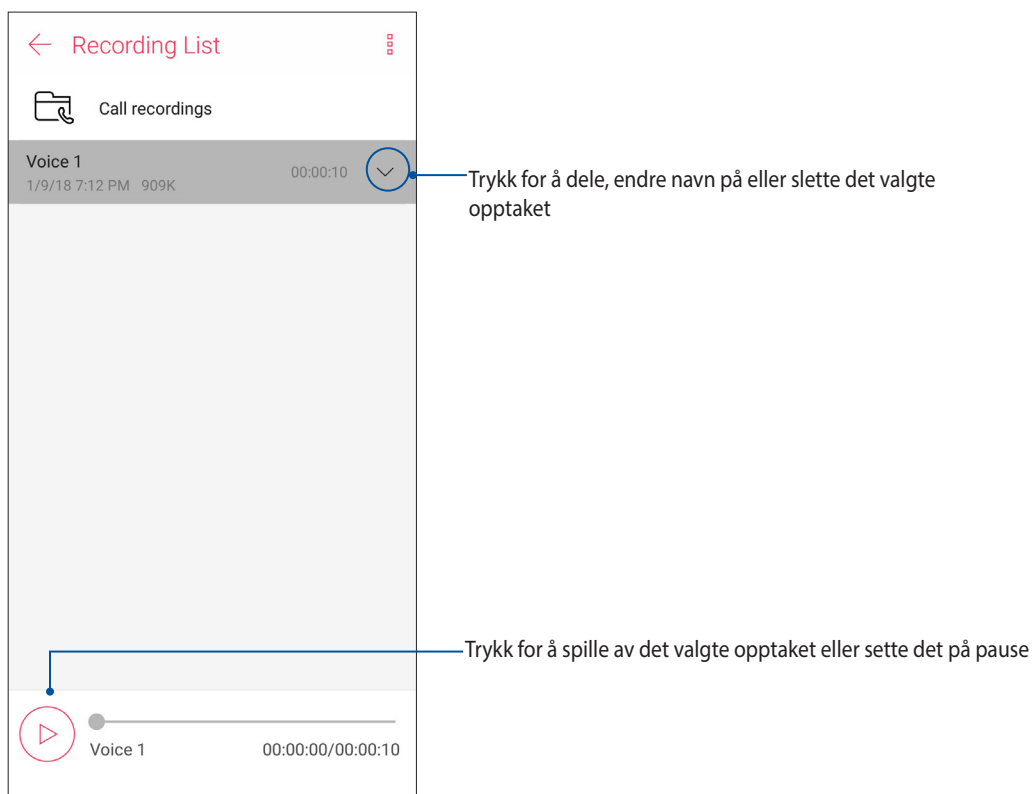 Recording List
Call recordings
Voice 1
1/9/18 7:12 PM 909K 00:00:10
Trykk for å dele, endre navn på eller slette det valgte
opptaket
Trykk for å spille av det valgte opptaket eller sette det på pause
Voice 1 00:00:00/00:00:10